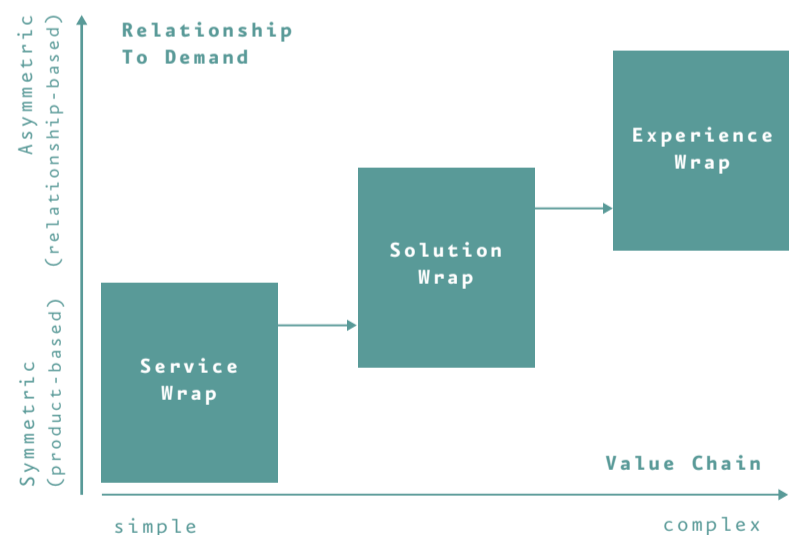 Relationship
To Demand
Asymmetric
(relationship-based)
Experience
Wrap
Solution
Wrap
Service
Wrap
Symmetric
(product-based)
Value Chain
simple
complex